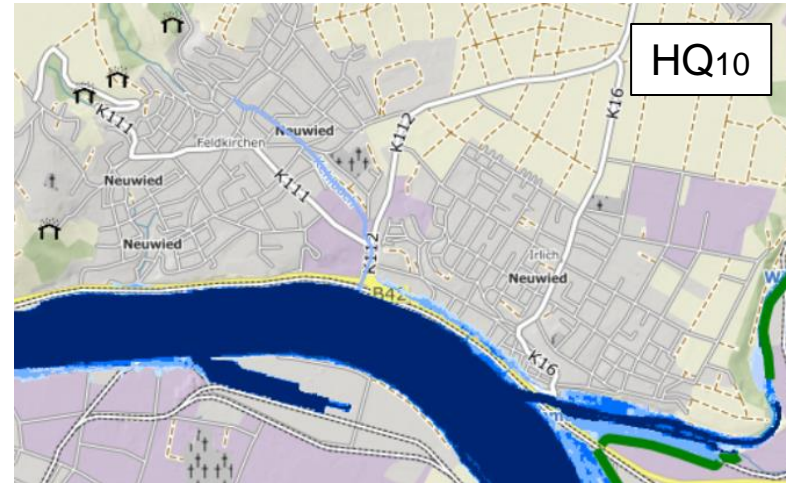 HQ10
K111
K112
K16
Feldkirchen
Neuwied
Neuwied
K111
Neuwied
K112
B42
Irlich
Neuwied
K16